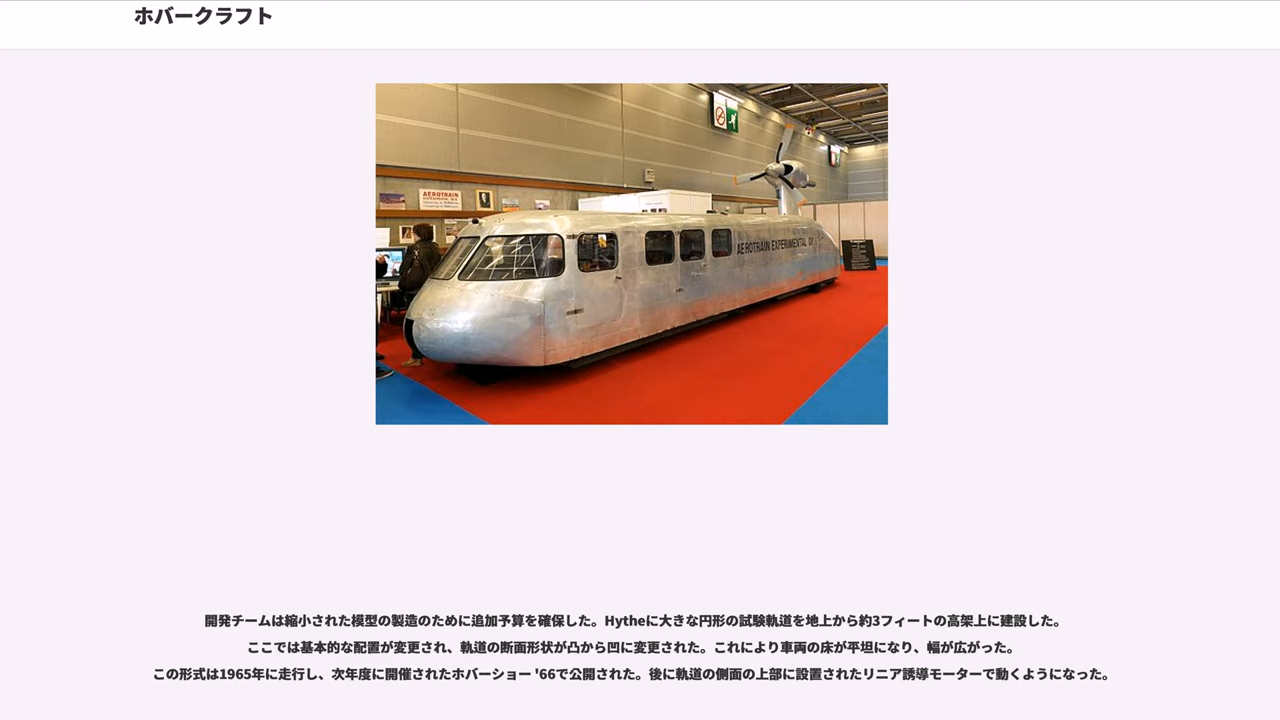 ホバークラフト
AEROTRAIN
AEROTRAIN EXPERIMENTAL 01
開発チームは縮小された模型の製造のために追加予算を確保した。Hytheに大きな円形の試験軌道を地上から約3フィートの高架上に建設した。
ここでは基本的な配置が変更され、軌道の断面形状が凸から凹に変更された。これにより車両の床が平坦になり、幅が広がった。
この形式は1965年に走行し、次年度に開催されたホバーショー '66で公開された。後に軌道の側面の上部に設置されたリニア誘導モーターで動くようになった。